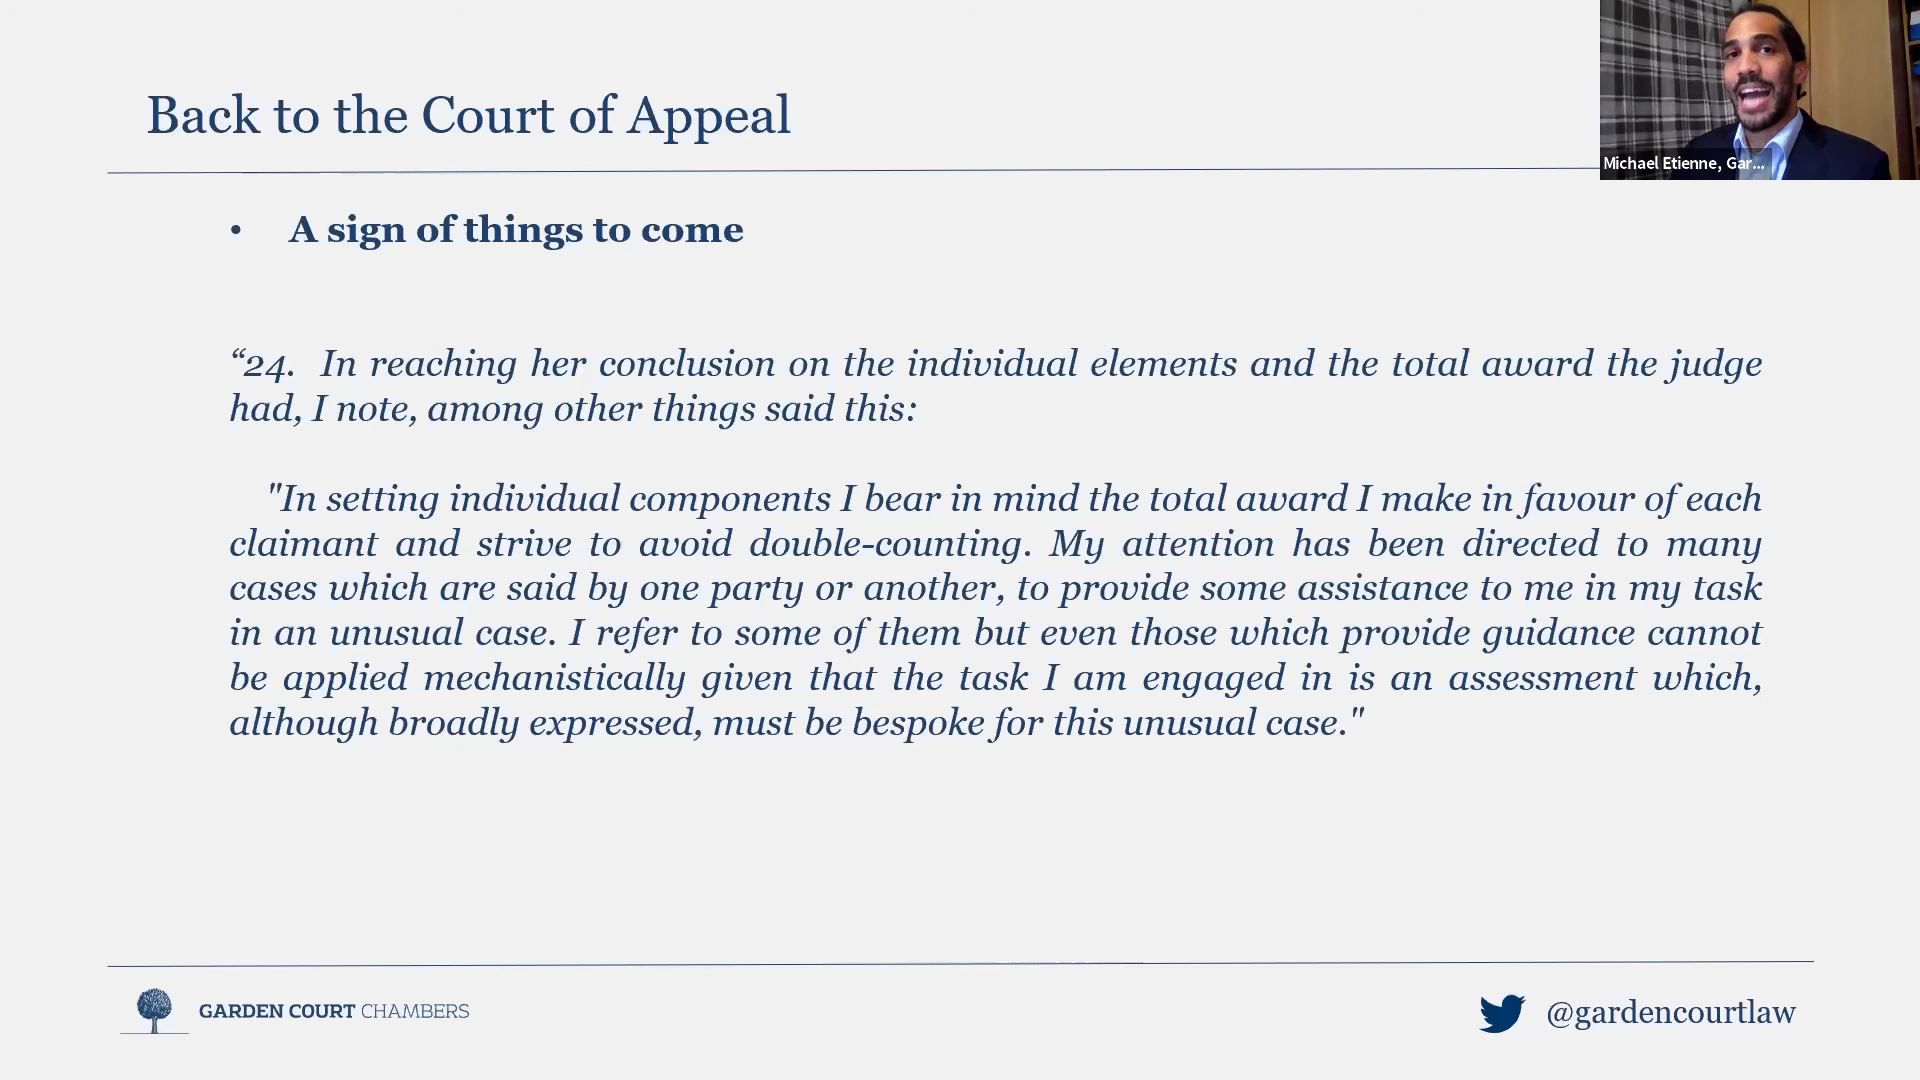 Back to the Court of Appeal
Michael Etienne, Gar...
• A sign of things to come
“24. In reaching her conclusion on the individual elements and the total award the judge
had, I note, among other things said this:
"In setting individual components I bear in mind the total award I make in favour of each
claimant and strive to avoid double-counting. My attention has been directed to many
cases which are said by one party or another, to provide some assistance to me in my task
in an unusual case. I refer to some of them but even those which provide guidance cannot
be applied mechanistically given that the task I am engaged in is an assessment which,
although broadly expressed, must be bespoke for this unusual case."
GARDEN COURT CHAMBERS
@gardencourtlaw